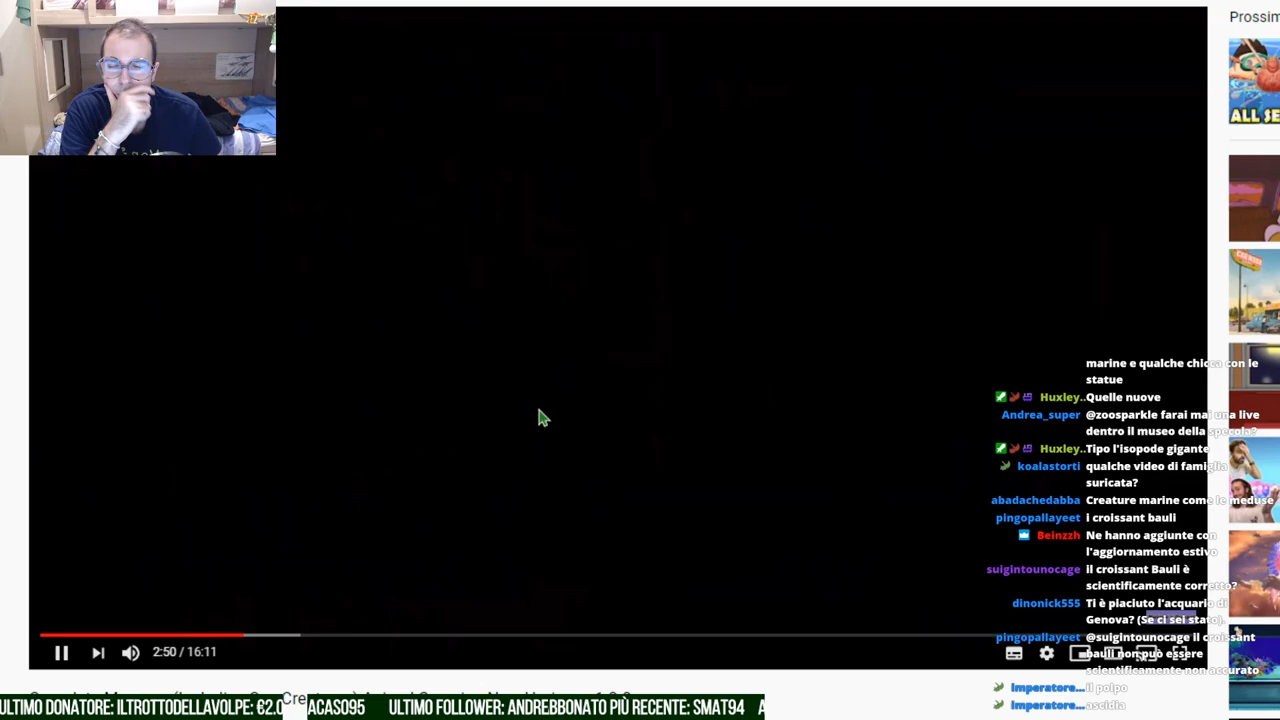 Prossim
ALL SE
marine e qualche chicca con le
statue
Huxley.. Quelle nuove
Andrea_super @zoosparkle farai mai una live
dentro il museo della specola?
Huxley.. Tipo l'isopode gigante
koalastorti qualche video di famiglia
suricata?
abadachedabba Creature marine come le meduse
pingopallayeet I croissant bauli
Beinzzh Ne hanno aggiunte con
l'aggiornamento estivo
suigintounocage il croissant Bauli è
scientificamente corretto?
dinonick555 Ti è piaciuto l'acquario di
Genova? (Se ci sei stato).
pingopallayeet @suigintounocage il croissant
bauli non può essere
scientificamente non accurato
Imperatore... il polpo
Imperatore... ascidia
2:50 / 16:11
ULTIMO DONATORE: ILTROTTODELLAVOLPE: €2.0
ACASO95 ULTIMO FOLLOWER: ANDREBBONATO PIÙ RECENTE: SMAT94 A